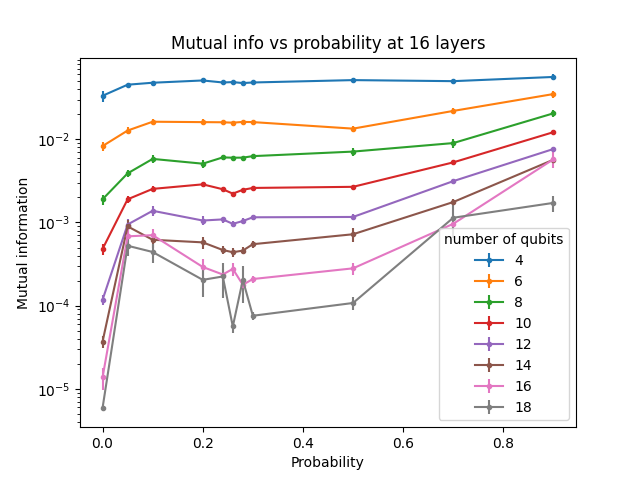 Mutual info vs probability at 16 layers
Mutual information
10⁻²
10⁻³
10⁻⁴
10⁻⁵
number of qubits
4
6
8
10
12
14
16
18
0.0 0.2 0.4 0.6 0.8
Probability